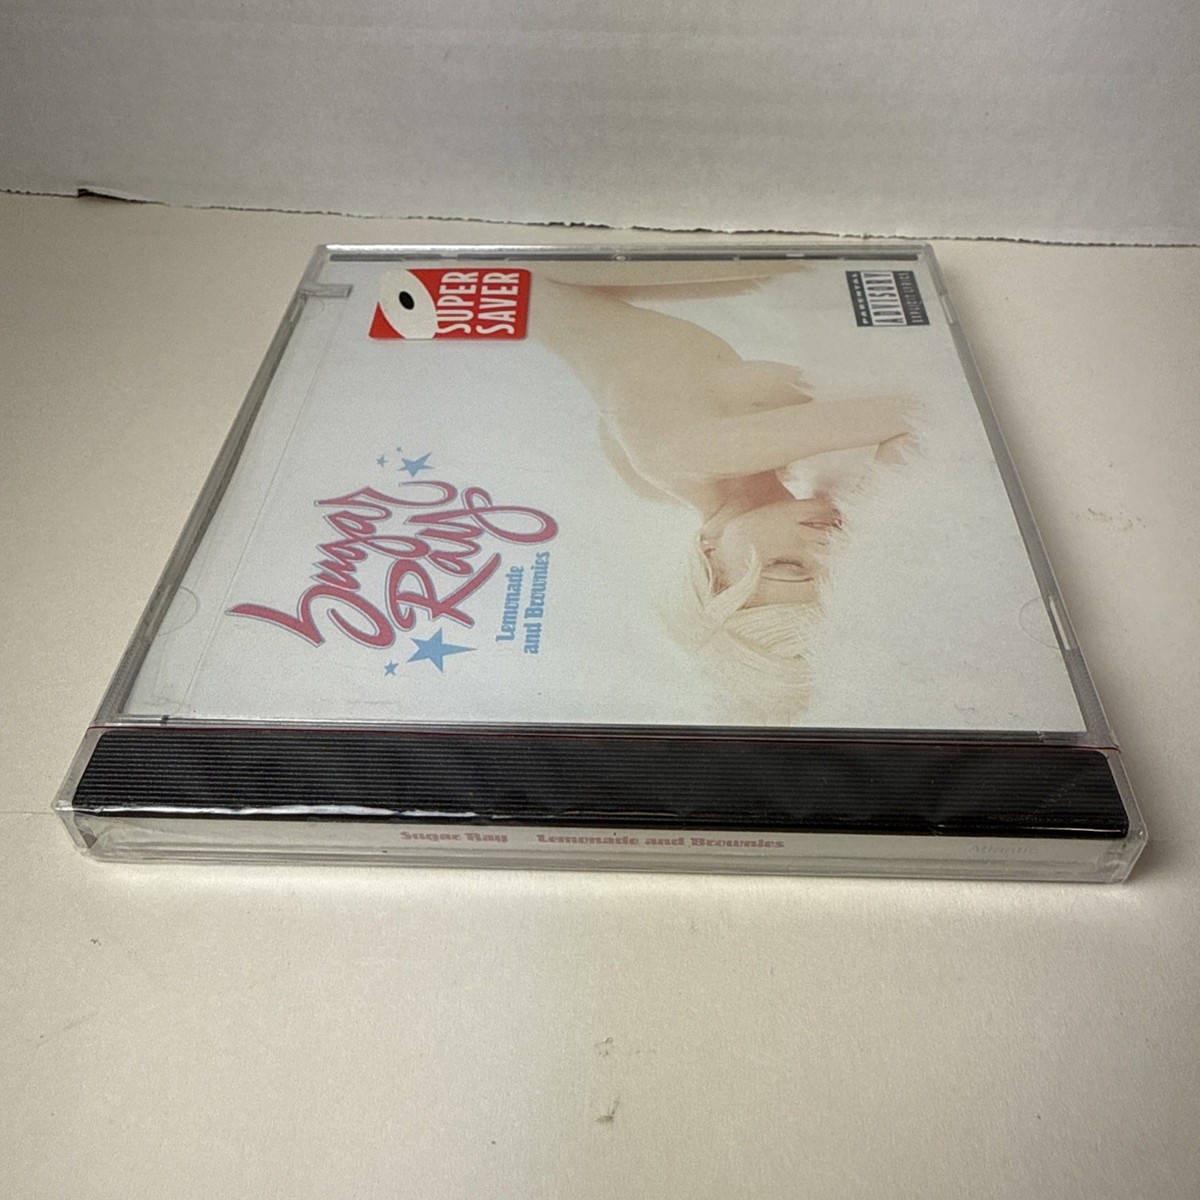 SUPER
SAVER
PARENTAL
ADVISORY
EXPLICIT LYRICS
Sugar
Ray
Lemonade
and Brownies
Sugar Ray Lemonade and Brownies Atlantic